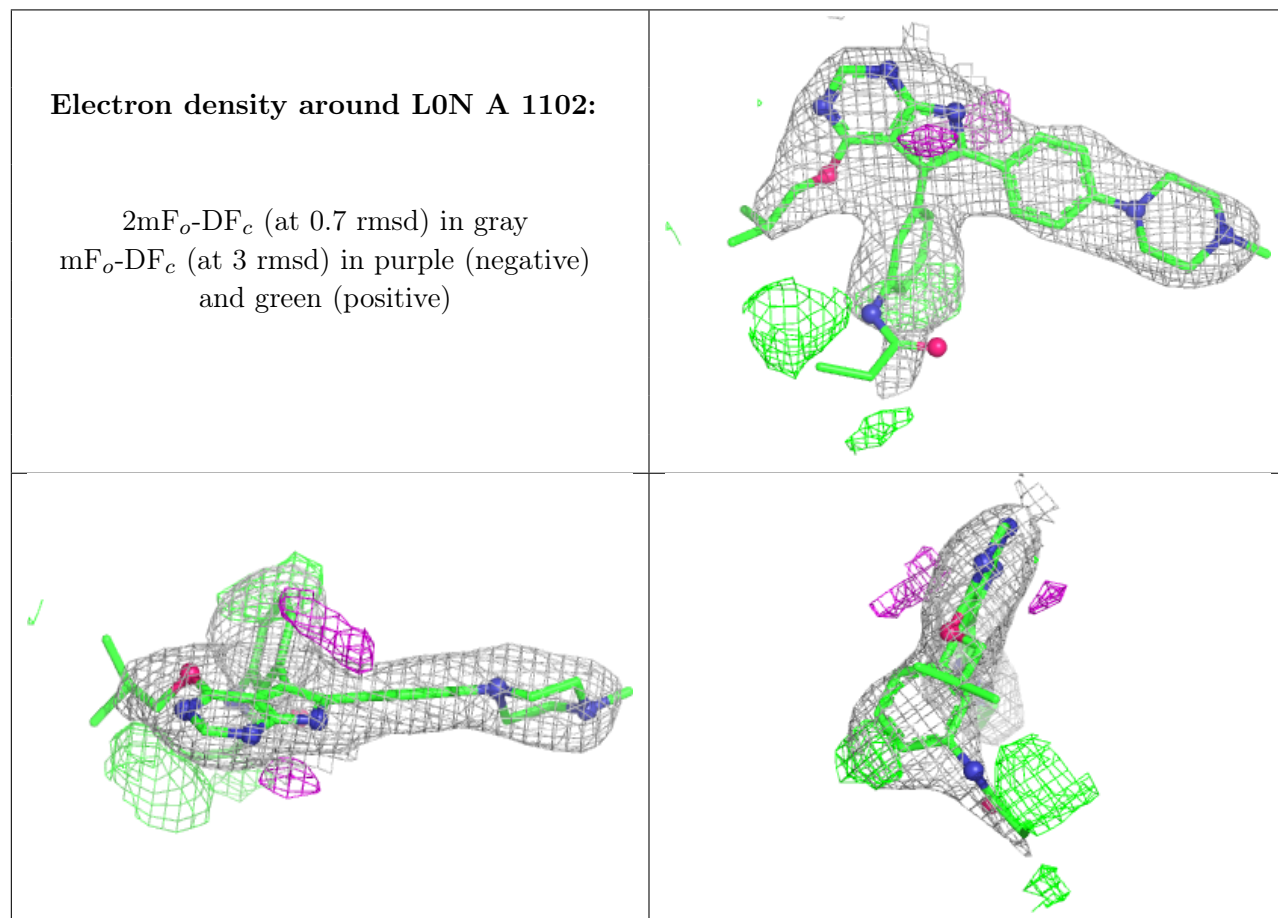 Electron density around L0N A 1102:
2mFo-DFc (at 0.7 rmsd) in gray
mFo-DFc (at 3 rmsd) in purple (negative)
and green (positive)